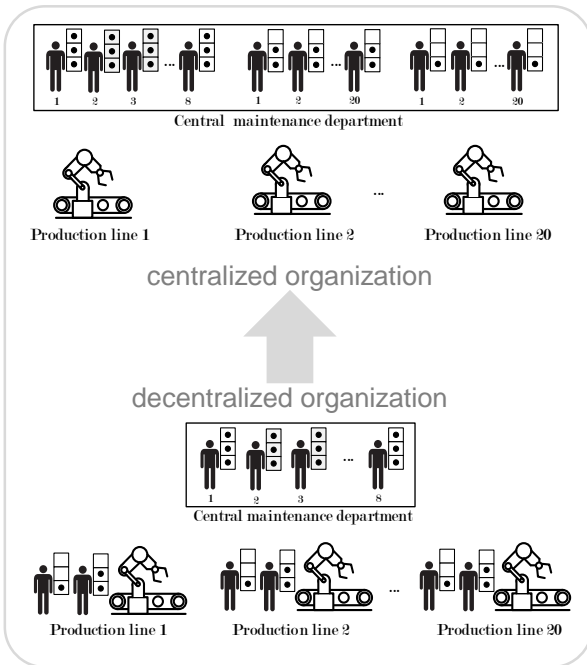 ... ... ...
1 2 3 8 1 2 20 1 2 20
Central maintenance department
...
Production line 1 Production line 2 Production line 20
centralized organization
decentralized organization
...
1 2 3 8
Central maintenance department
...
Production line 1 Production line 2 Production line 20